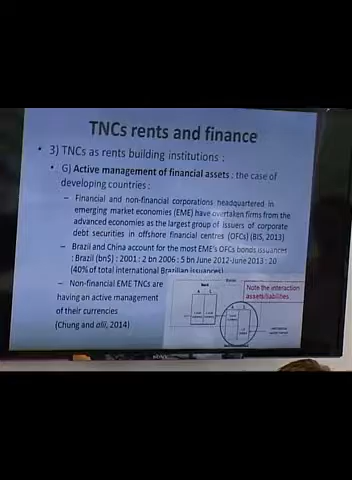 TNCs rents and finance
• 3) TNCs as rents building institutions :
• G) Active management of financial assets : the case of
developing countries :
– Financial and non-financial corporations headquartered in
emerging market economies (EME) have overtaken firms from the
advanced economies as the largest group of issuers of corporate
debt securities in offshore financial centres (OFCs) (BIS, 2013)
– Brazil and China account for the most EME's OFCs bonds issuances
: Brazil (bn$) : 2001 : 2 bn 2006 : 5 bn June 2012-June 2013 : 20
(40% of total international Brazilian issuances)
– Non-financial EME TNCs are
having an active management
of their currencies
(Chung and alii, 2014)
Note the interaction
assets/liabilities